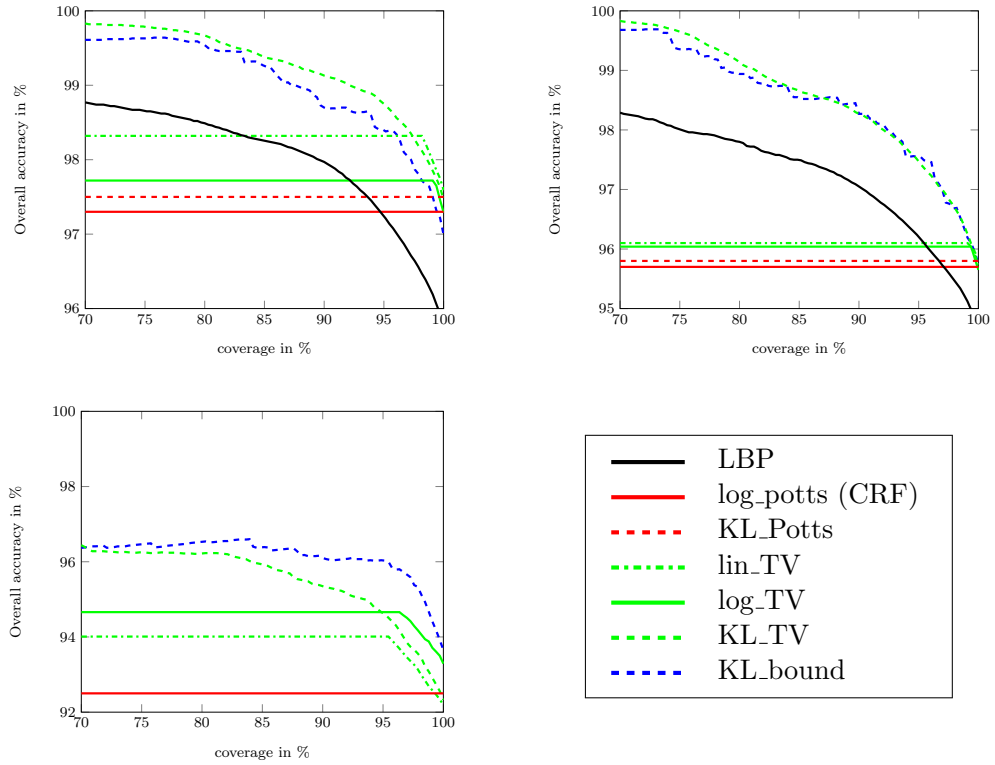 100
99
98
97
96
Overall accuracy in %
70 75 80 85 90 95 100
coverage in %
100
99
98
97
96
95
Overall accuracy in %
70 75 80 85 90 95 100
coverage in %
100
98
96
94
92
Overall accuracy in %
70 75 80 85 90 95 100
coverage in %
LBP
log_potts (CRF)
KL_Potts
lin_TV
log_TV
KL_TV
KL_bound